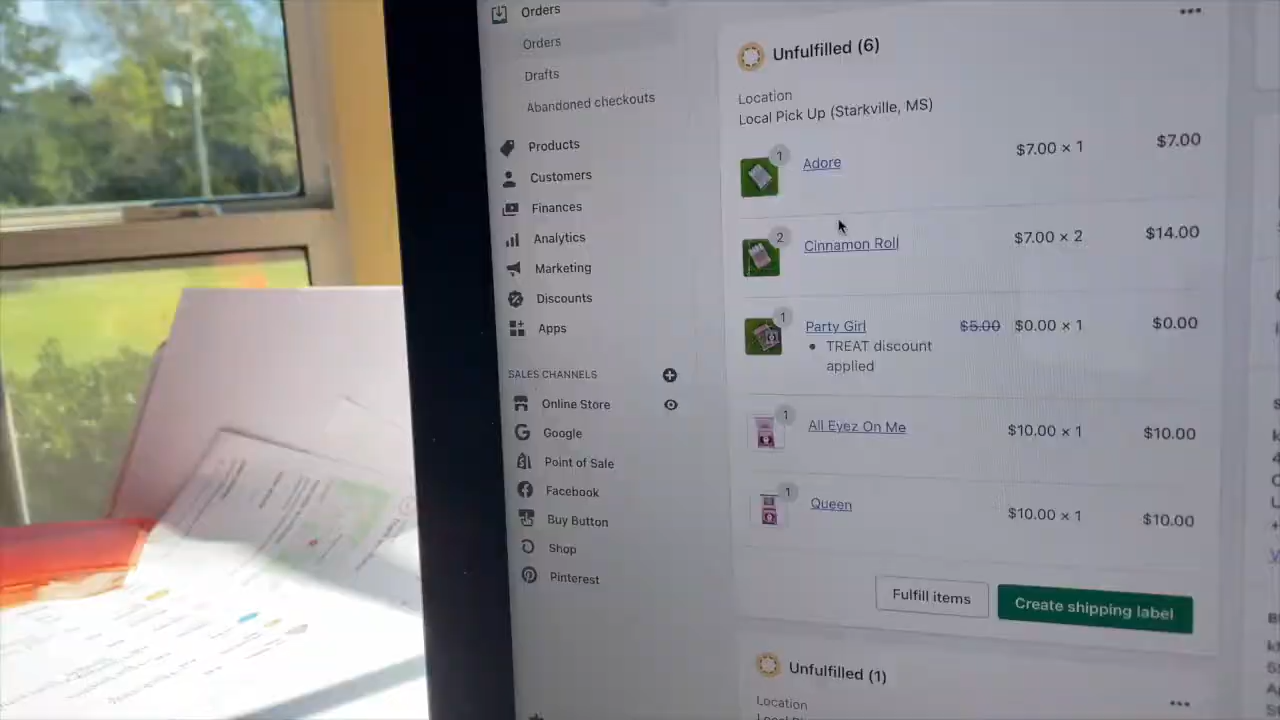 Orders
Orders
Drafts
Abandoned checkouts
Products
Customers
Finances
Analytics
Marketing
Discounts
Apps
SALES CHANNELS
Online Store
Google
Point of Sale
Facebook
Buy Button
Shop
Pinterest
Unfulfilled (6)
Location
Local Pick Up (Starkville, MS)
1 Adore $7.00 × 1 $7.00
2 Cinnamon Roll $7.00 × 2 $14.00
1 Party Girl $5.00 $0.00 × 1 $0.00
• TREAT discount
applied
1 All Eyez On Me $10.00 × 1 $10.00
1 Queen $10.00 × 1 $10.00
Fulfill items Create shipping label
Unfulfilled (1)
Location